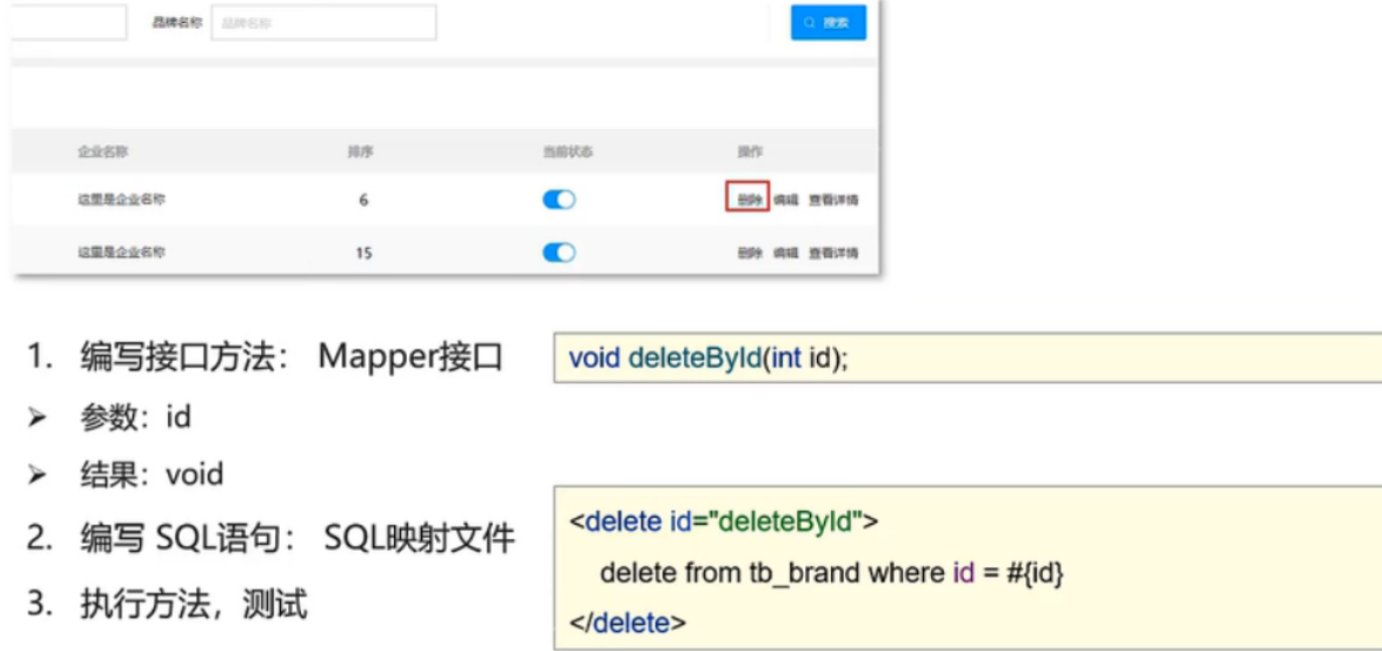 品牌名称 品牌名称 搜索
企业名称 排序 当前状态 操作
这里是企业名称 6 删除 编辑 查看详情
这里是企业名称 15 删除 编辑 查看详情
1. 编写接口方法： Mapper接口
void deleteById(int id);
➢ 参数：id
➢ 结果：void
2. 编写 SQL语句： SQL映射文件
<delete id="deleteById">
delete from tb_brand where id = #{id}
</delete>
3. 执行方法，测试